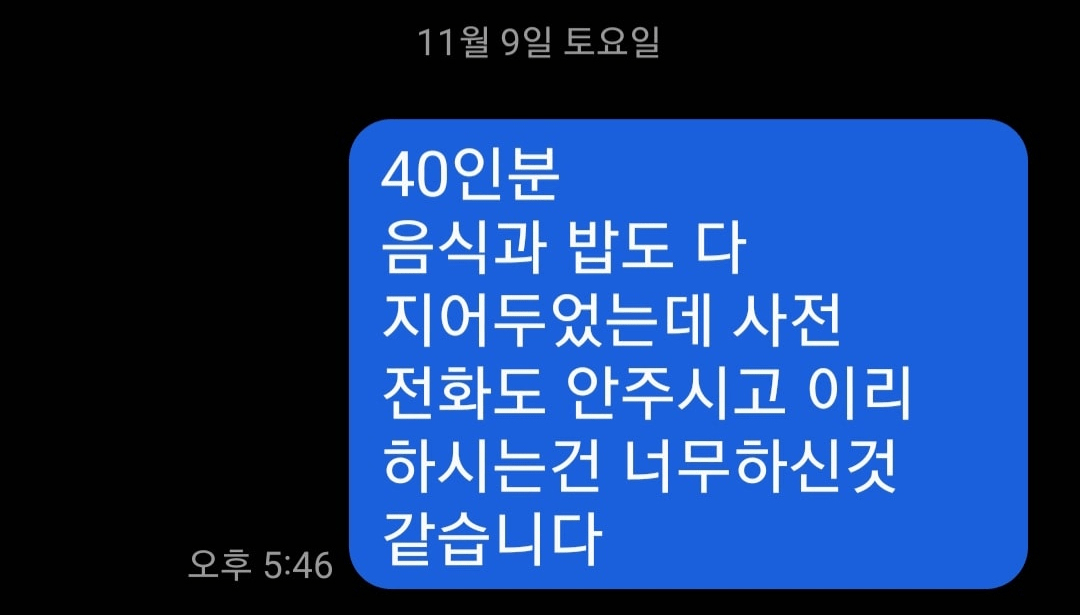 11월 9일 토요일
40인분
음식과 밥도 다
지어두었는데 사전
전화도 안주시고 이리
하시는건 너무하신것
같습니다
오후 5:46